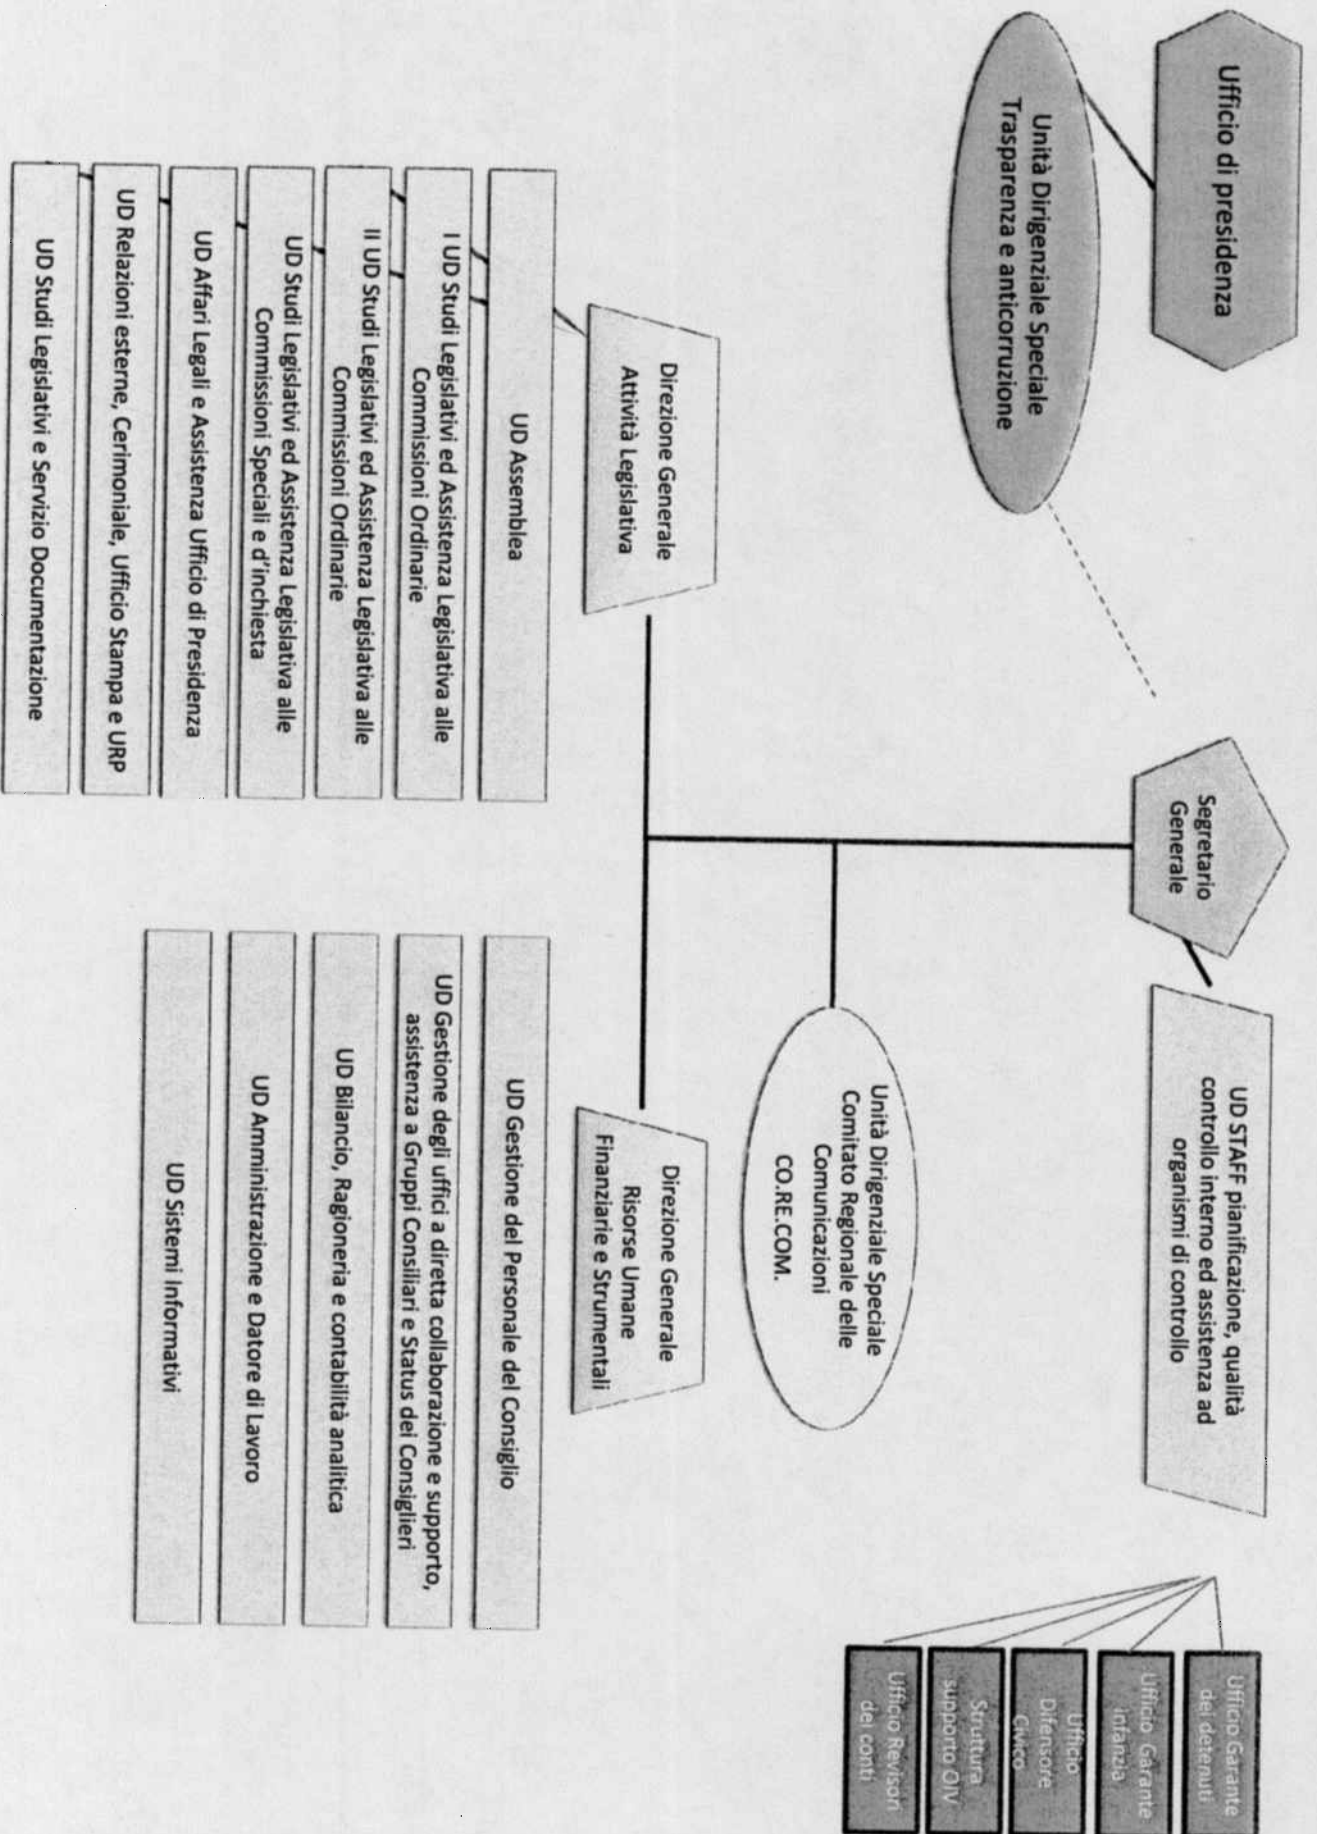 Ufficio di presidenza
Unità Dirigenziale Speciale
Trasparenza e anticorruzione
Segretario
Generale
UD STAFF pianificazione, qualità
controllo interno ed assistenza ad
organismi di controllo
Ufficio Garante
dei detenuti
Ufficio Garante
infanzia
Ufficio
Difensore
Civico
Struttura
supporto OIV
Ufficio Revisori
dei conti
Unità Dirigenziale Speciale
Comitato Regionale delle
Comunicazioni
CO.RE.COM.
Direzione Generale
Attività Legislativa
UD Assemblea
I UD Studi Legislativi ed Assistenza Legislativa alle
Commissioni Ordinarie
II UD Studi Legislativi ed Assistenza Legislativa alle
Commissioni Ordinarie
UD Studi Legislativi ed Assistenza Legislativa alle
Commissioni Speciali e d'inchiesta
UD Affari Legali e Assistenza Ufficio di Presidenza
UD Relazioni esterne, Cerimoniale, Ufficio Stampa e URP
UD Studi Legislativi e Servizio Documentazione
Direzione Generale
Risorse Umane
Finanziarie e Strumentali
UD Gestione del Personale del Consiglio
UD Gestione degli uffici a diretta collaborazione e supporto,
assistenza a Gruppi Consiliari e Status dei Consiglieri
UD Bilancio, Ragioneria e contabilità analitica
UD Amministrazione e Datore di Lavoro
UD Sistemi Informativi